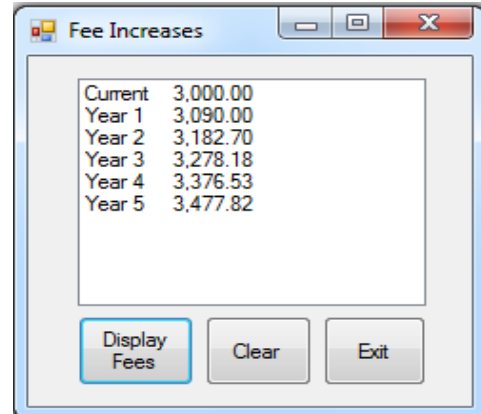 Fee Increases
Current 3,000.00
Year 1 3,090.00
Year 2 3,182.70
Year 3 3,278.18
Year 4 3,376.53
Year 5 3,477.82
Display
Fees
Clear
Exit